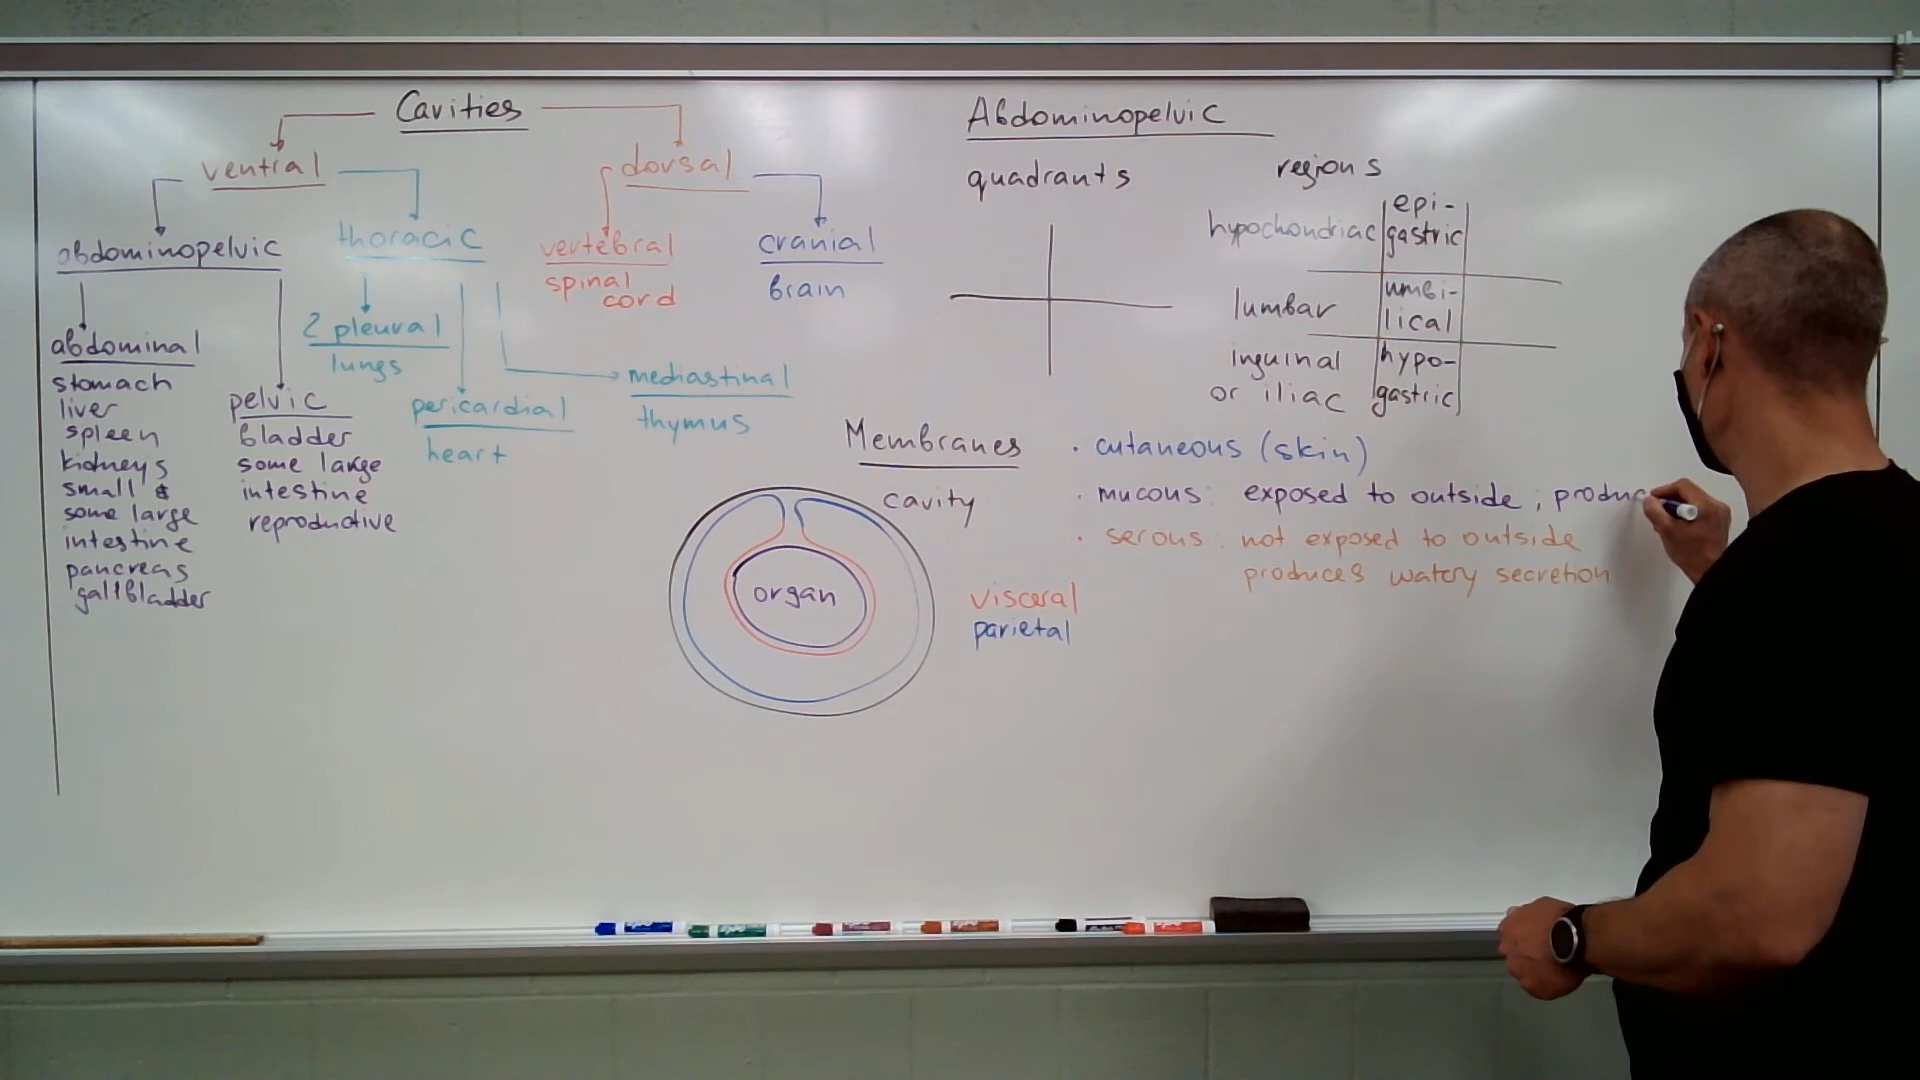 Cavities
ventral
dorsal
abdominopelvic
thoracic
vertebral
spinal
cord
cranial
brain
abdominal
stomach
liver
spleen
kidneys
small &
some large
intestine
pancreas
gallbladder
pelvic
bladder
some large
intestine
reproductive
2 pleural
lungs
pericardial
heart
mediastinal
thymus
Abdominopelvic
quadrants
regions
hypochondriac
epi-
gastric
lumbar
umbi-
lical
inguinal
or iliac
hypo-
gastric
Membranes
• cutaneous (skin)
• mucous: exposed to outside; produc
• serous: not exposed to outside
produces watery secretion
cavity
organ
visceral
parietal